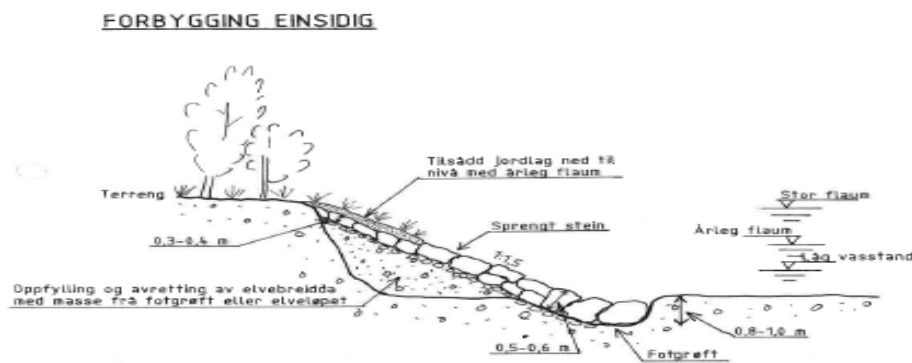 FORBYGGING EINSIDIG
Tilsådd jordlag ned til
nivå med årleg flaum
Terreng
Stor flaum
Sprengt stein
Årleg flaum
0,3-0,4 m
1:1,5
Låg vasstand
Oppfylling og avretting av elvebreidda
med masse frå fotgrøft eller elveløpet
0,8-1,0 m
0,5-0,6 m
Fotgrøft